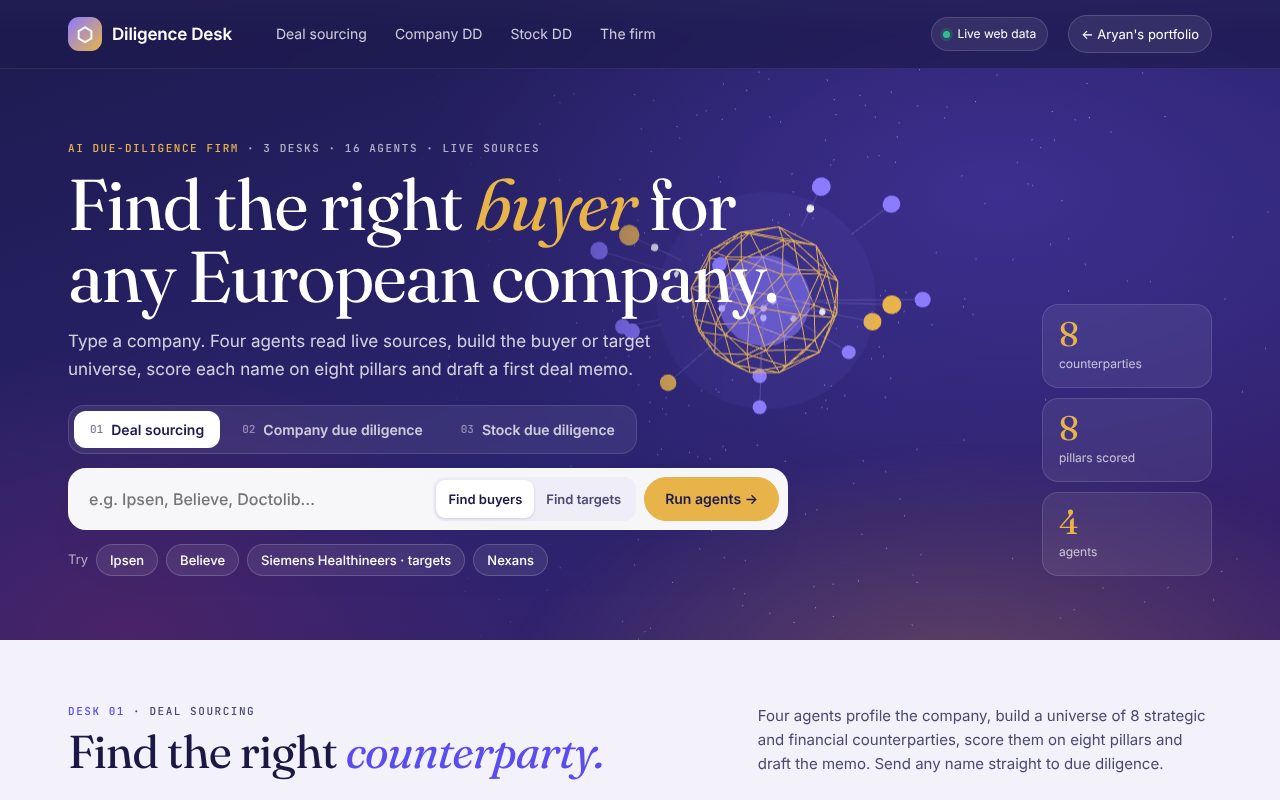 Diligence Desk
Deal sourcing
Company DD
Stock DD
The firm
Live web data
← Aryan's portfolio
AI DUE-DILIGENCE FIRM · 3 DESKS · 16 AGENTS · LIVE SOURCES
Find the right buyer for
any European company.
Type a company. Four agents read live sources, build the buyer or target
universe, score each name on eight pillars and draft a first deal memo.
01 Deal sourcing
02 Company due diligence
03 Stock due diligence
e.g. Ipsen, Believe, Doctolib...
Find buyers
Find targets
Run agents →
Try
Ipsen
Believe
Siemens Healthineers · targets
Nexans
8
counterparties
8
pillars scored
4
agents
DESK 01 · DEAL SOURCING
Find the right counterparty.
Four agents profile the company, build a universe of 8 strategic
and financial counterparties, score them on eight pillars and
draft the memo. Send any name straight to due diligence.